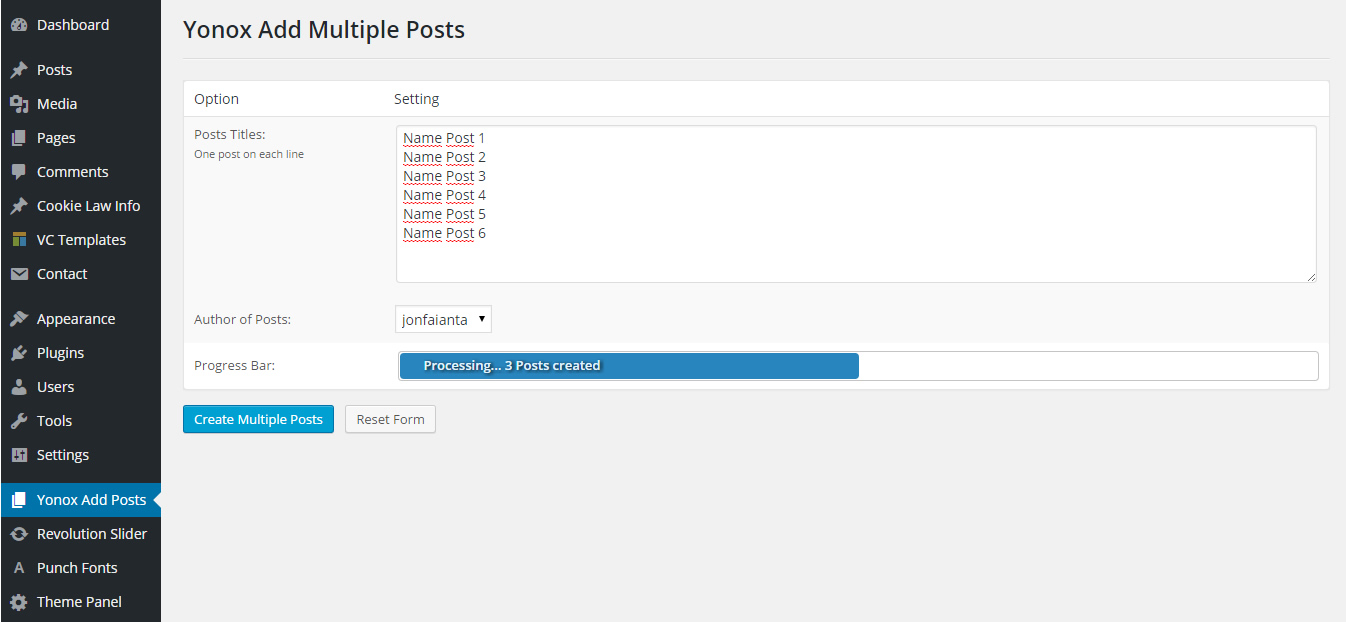 Dashboard
Posts
Media
Pages
Comments
Cookie Law Info
VC Templates
Contact
Appearance
Plugins
Users
Tools
Settings
Yonox Add Posts
Revolution Slider
Punch Fonts
Theme Panel
Yonox Add Multiple Posts
Option Setting
Posts Titles:
One post on each line
Name Post 1
Name Post 2
Name Post 3
Name Post 4
Name Post 5
Name Post 6
Author of Posts: jonfaianta
Progress Bar: Processing... 3 Posts created
Create Multiple Posts Reset Form